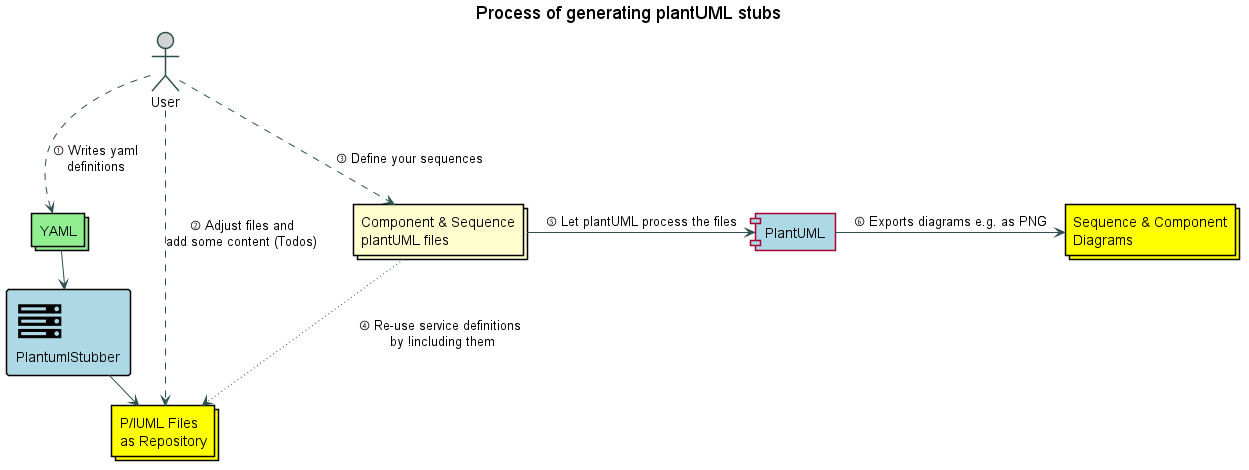 Process of generating plantUML stubs
User
① Writes yaml
definitions
③ Define your sequences
② Adjust files and
add some content (Todos)
YAML
Component & Sequence
plantUML files
⑤ Let plantUML process the files
PlantUML
⑥ Exports diagrams e.g. as PNG
Sequence & Component
Diagrams
PlantumlStubber
④ Re-use service definitions
by !including them
P/IUML Files
as Repository